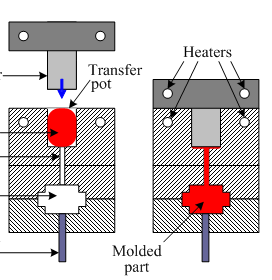 Heaters
Transfer
pot
Molded
part